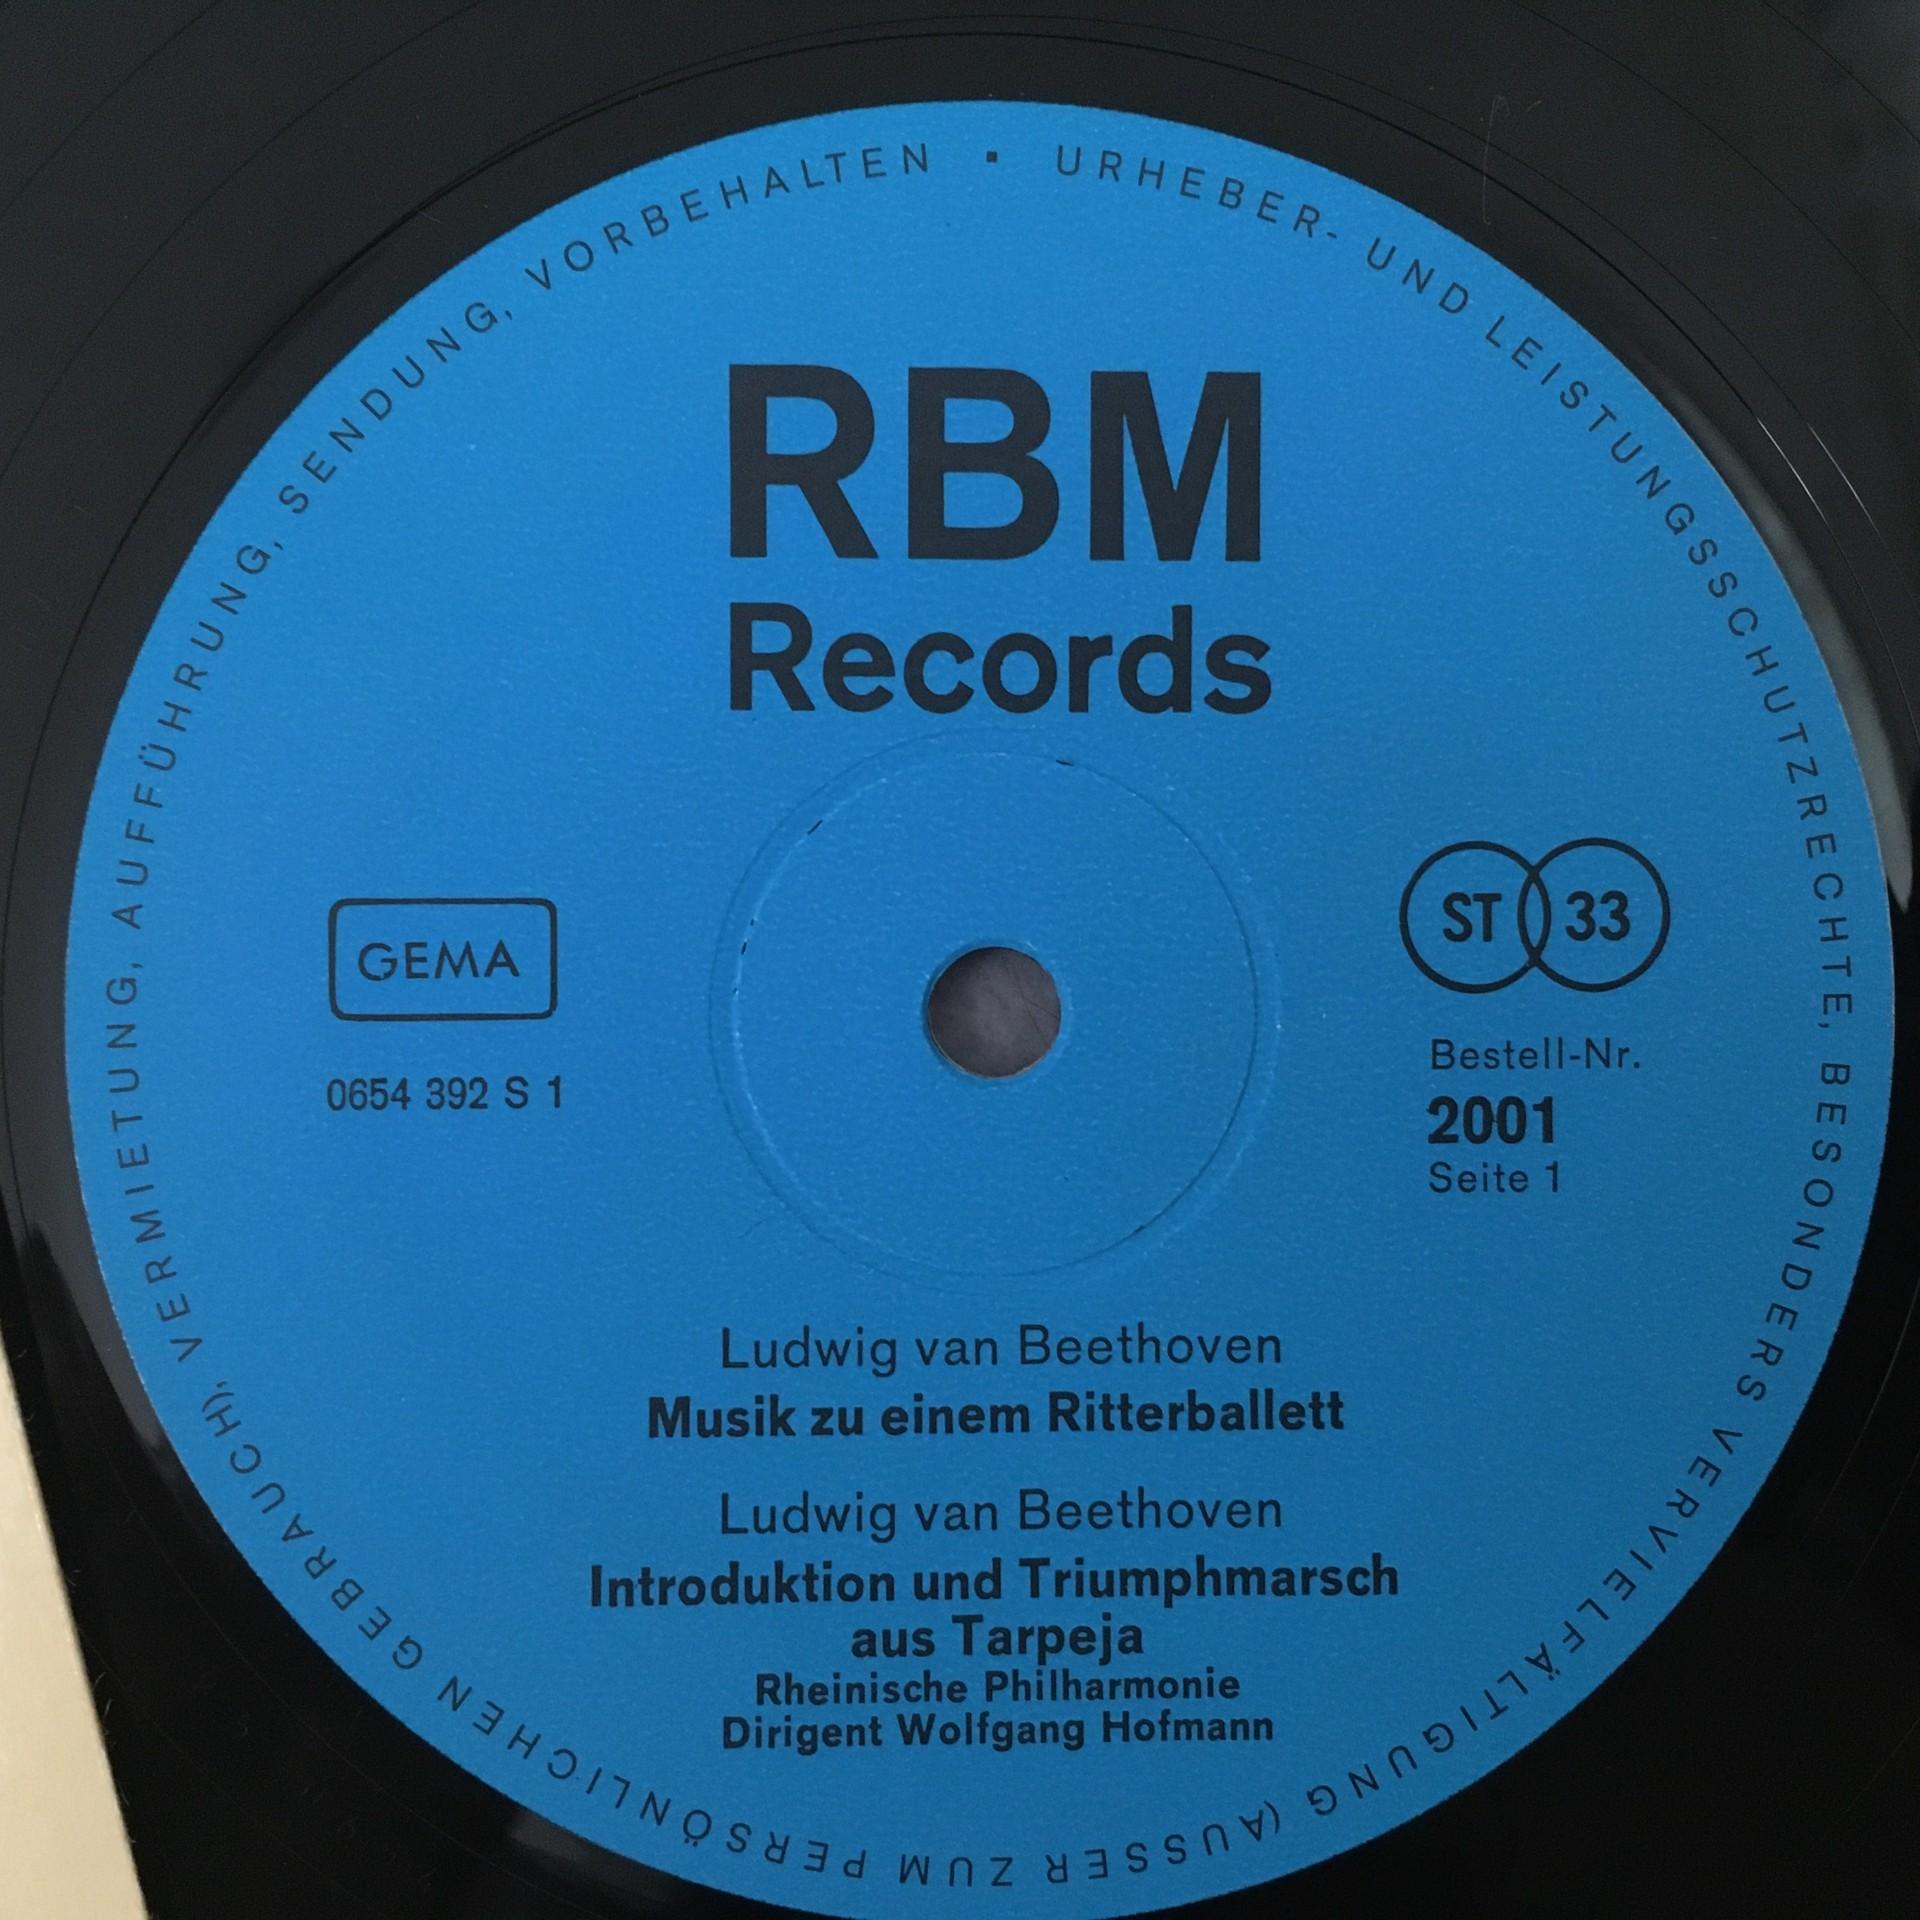 URHEBER- UND LEISTUNGSSCHUTZRECHTE, BESONDERS VERVIELFÄLTIGUNG (AUSSER ZUM PERSÖNLICHEN GEBRAUCH), VERMIETUNG, AUFFÜHRUNG, SENDUNG, VORBEHALTEN ▪
RBM
Records
GEMA
0654 392 S 1
ST 33
Bestell-Nr.
2001
Seite 1
Ludwig van Beethoven
Musik zu einem Ritterballett
Ludwig van Beethoven
Introduktion und Triumphmarsch
aus Tarpeja
Rheinische Philharmonie
Dirigent Wolfgang Hofmann